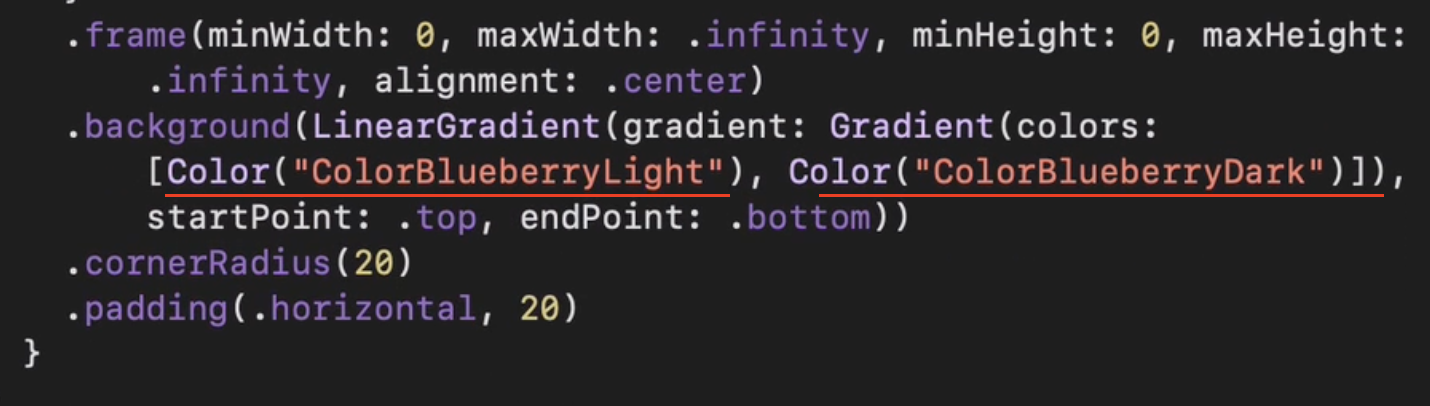 .frame(minWidth: 0, maxWidth: .infinity, minHeight: 0, maxHeight:
.infinity, alignment: .center)
.background(LinearGradient(gradient: Gradient(colors:
[Color("ColorBlueberryLight"), Color("ColorBlueberryDark")]),
startPoint: .top, endPoint: .bottom))
.cornerRadius(20)
.padding(.horizontal, 20)
}